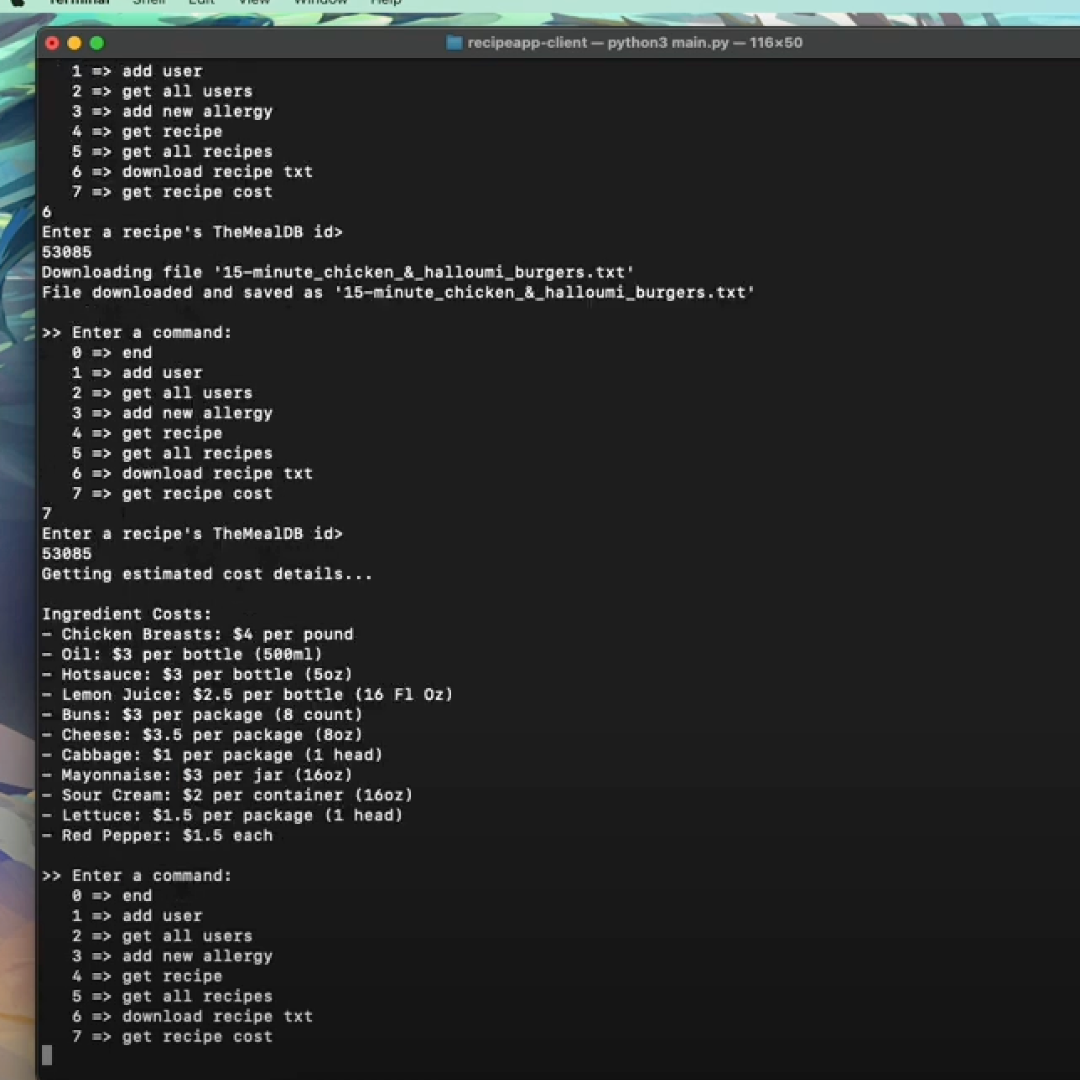 Terminal Shell Edit View Window Help
recipeapp-client — python3 main.py — 116×50
1 => add user
2 => get all users
3 => add new allergy
4 => get recipe
5 => get all recipes
6 => download recipe txt
7 => get recipe cost
6
Enter a recipe's TheMealDB id>
53085
Downloading file '15-minute_chicken_&_halloumi_burgers.txt'
File downloaded and saved as '15-minute_chicken_&_halloumi_burgers.txt'
>> Enter a command:
0 => end
1 => add user
2 => get all users
3 => add new allergy
4 => get recipe
5 => get all recipes
6 => download recipe txt
7 => get recipe cost
7
Enter a recipe's TheMealDB id>
53085
Getting estimated cost details...
Ingredient Costs:
- Chicken Breasts: $4 per pound
- Oil: $3 per bottle (500ml)
- Hotsauce: $3 per bottle (5oz)
- Lemon Juice: $2.5 per bottle (16 Fl Oz)
- Buns: $3 per package (8 count)
- Cheese: $3.5 per package (8oz)
- Cabbage: $1 per package (1 head)
- Mayonnaise: $3 per jar (16oz)
- Sour Cream: $2 per container (16oz)
- Lettuce: $1.5 per package (1 head)
- Red Pepper: $1.5 each
>> Enter a command:
0 => end
1 => add user
2 => get all users
3 => add new allergy
4 => get recipe
5 => get all recipes
6 => download recipe txt
7 => get recipe cost